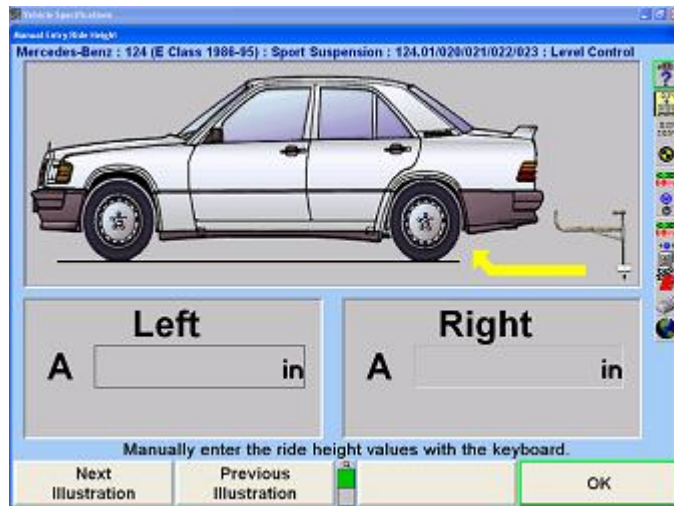 Vehicle Specifications
Manual Entry Ride Height
Mercedes-Benz : 124 (E Class 1986-95) : Sport Suspension : 124.01/020/021/022/023 : Level Control
Left
Right
A in
A in
Manually enter the ride height values with the keyboard.
Next Illustration
Previous Illustration
OK